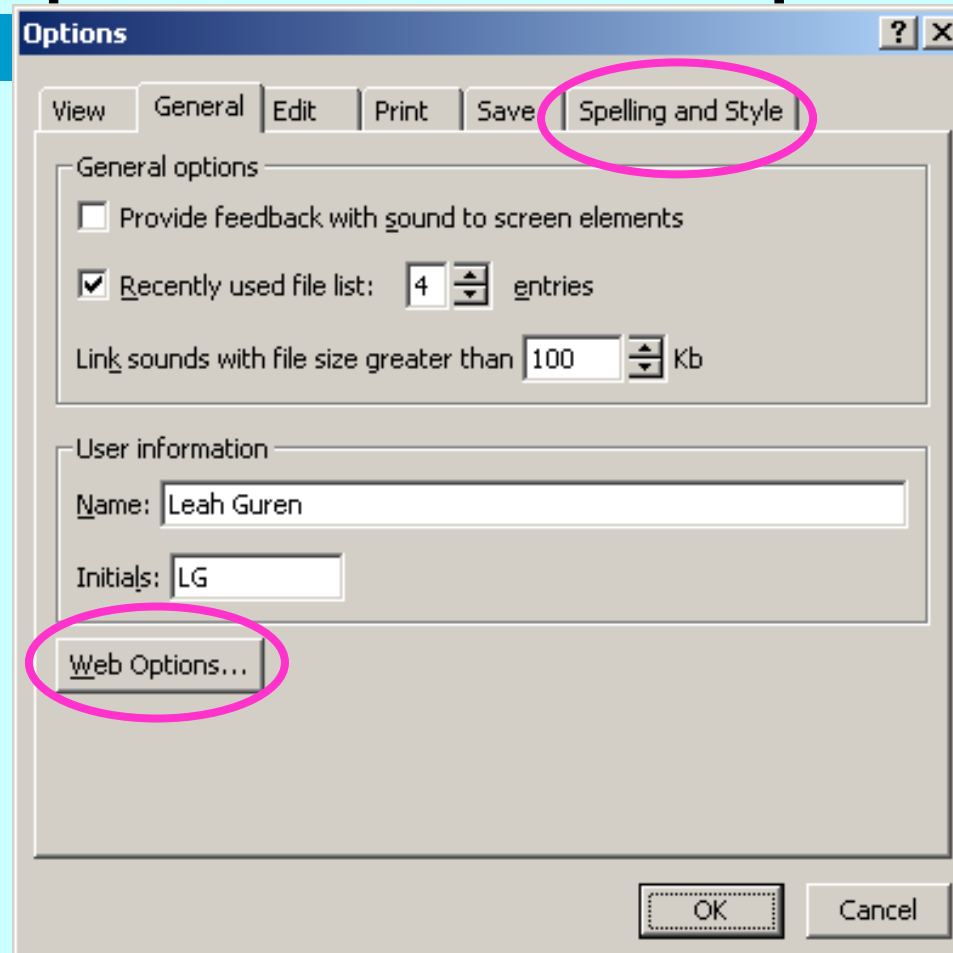 Options
View General Edit Print Save Spelling and Style
General options
Provide feedback with sound to screen elements
Recently used file list: 4 entries
Link sounds with file size greater than 100 Kb
User information
Name: Leah Guren
Initials: LG
Web Options...
OK Cancel